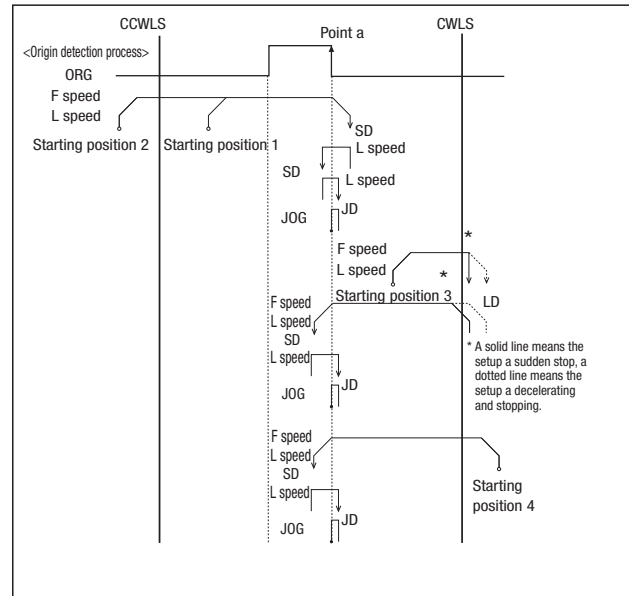 CCWLS
Point a
CWLS
<Origin detection process>
ORG
F speed
L speed
Starting position 2
Starting position 1
SD
L speed
SD
L speed
JOG
JD
*
F speed
L speed
*
Starting position 3
LD
F speed
L speed
SD
L speed
JD
JOG
* A solid line means the
setup a sudden stop, a
dotted line means the
setup a decelerating
and stopping.
F speed
L speed
SD
L speed
Starting
position 4
JD
JOG